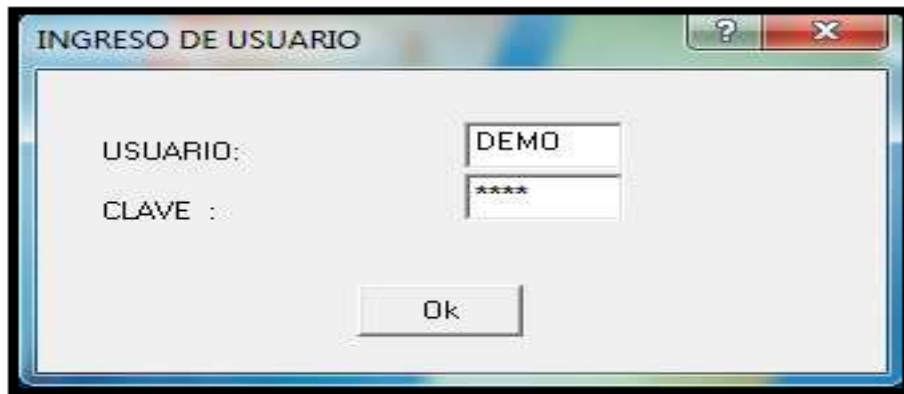 INGRESO DE USUARIO
USUARIO: DEMO
CLAVE : ****
Ok